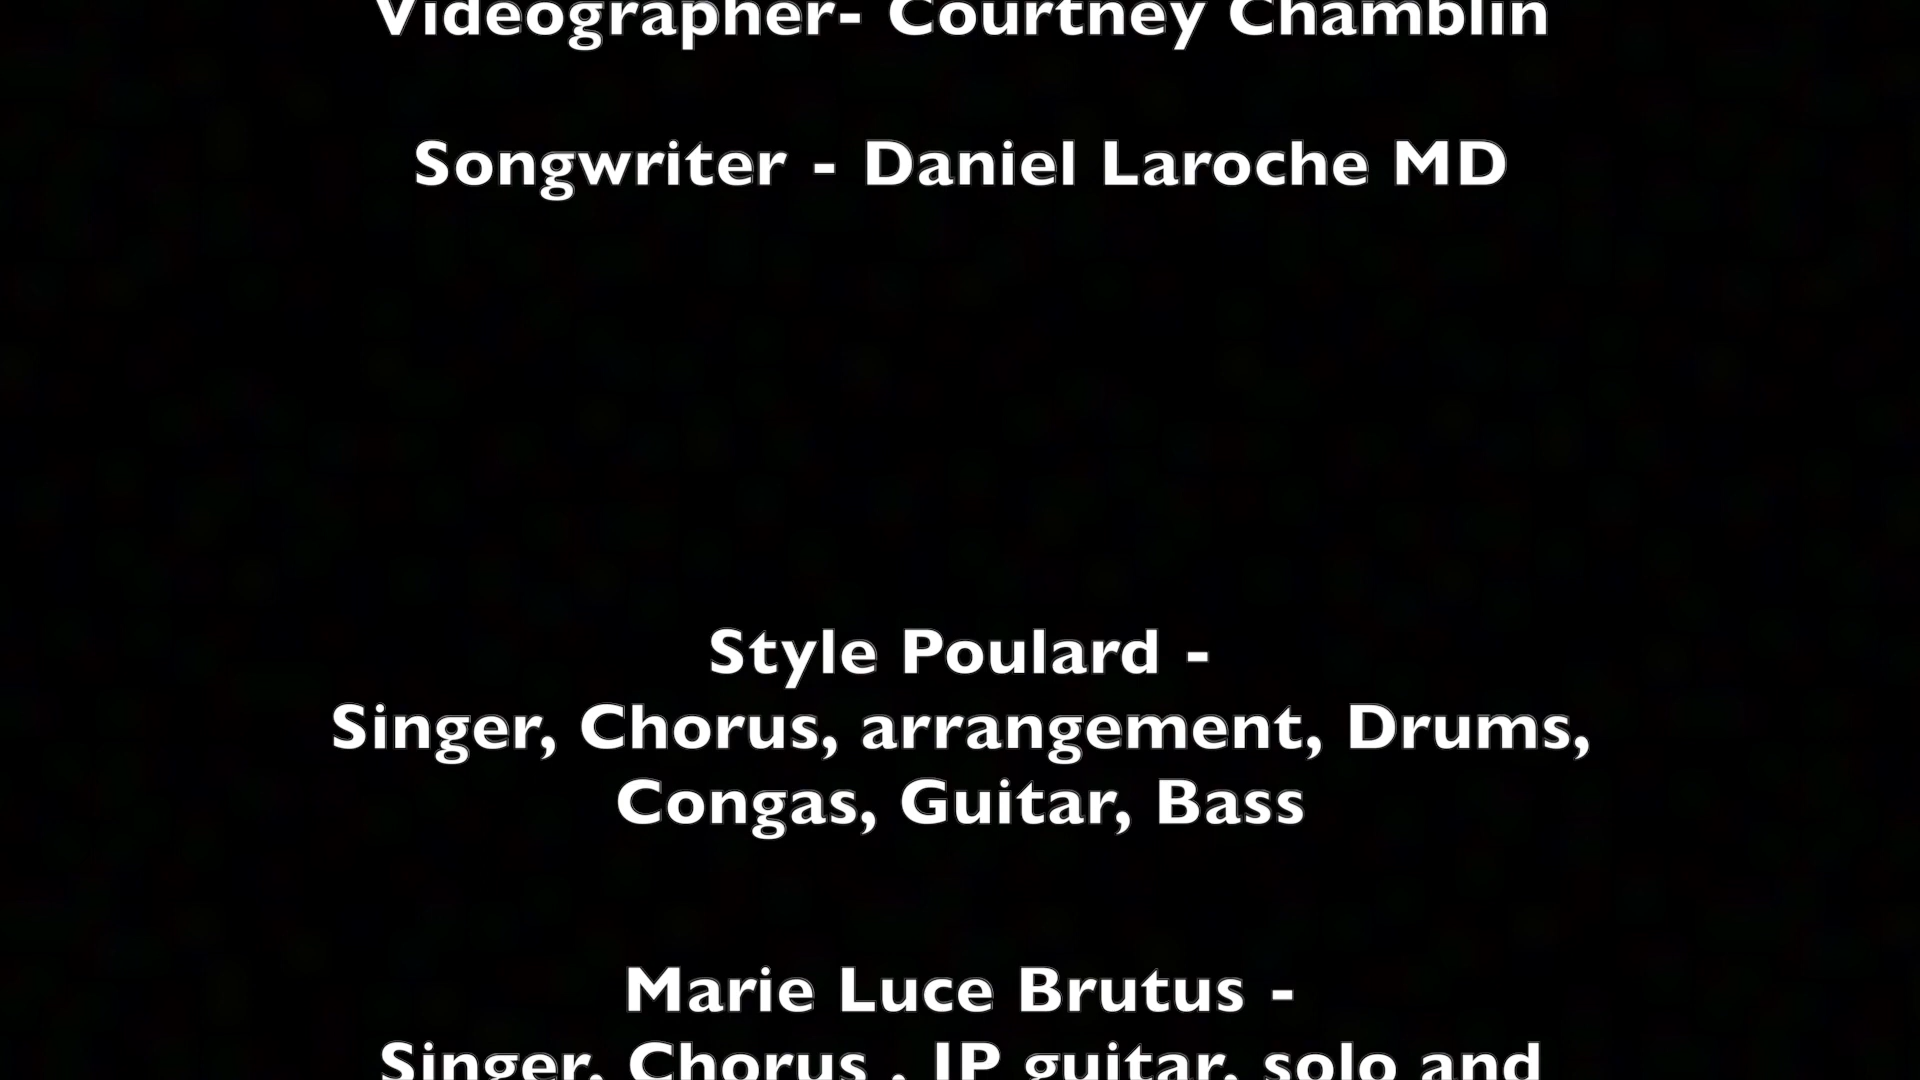 Videographer- Courtney Chamblin
Songwriter - Daniel Laroche MD
Style Poulard -
Singer, Chorus, arrangement, Drums,
Congas, Guitar, Bass
Marie Luce Brutus -
Singer, Chorus , JP guitar, solo and